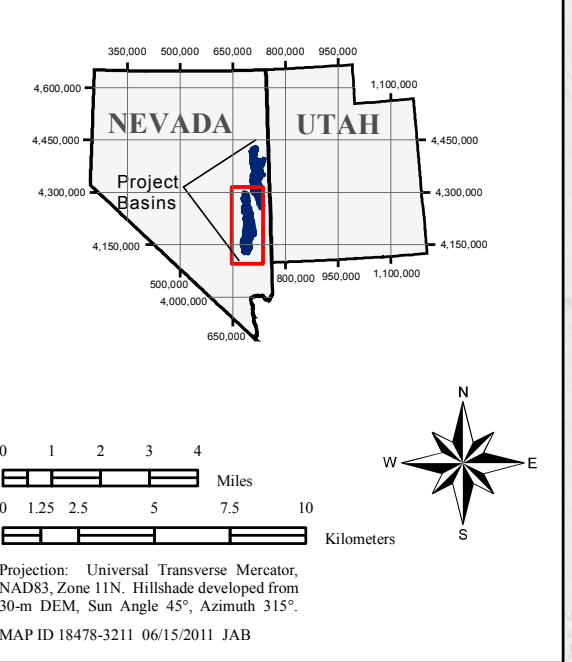 350,000 500,000 650,000 800,000 950,000
4,600,000 1,100,000
NEVADA UTAH
4,450,000 4,450,000
Project
Basins
4,300,000 4,300,000
4,150,000 4,150,000
500,000 800,000 950,000 1,100,000
4,000,000
650,000
N
W E
S
0 1 2 3 4
Miles
0 1.25 2.5 5 7.5 10
Kilometers
Projection: Universal Transverse Mercator,
NAD83, Zone 11N. Hillshade developed from
30-m DEM, Sun Angle 45°, Azimuth 315°.
MAP ID 18478-3211 06/15/2011 JAB